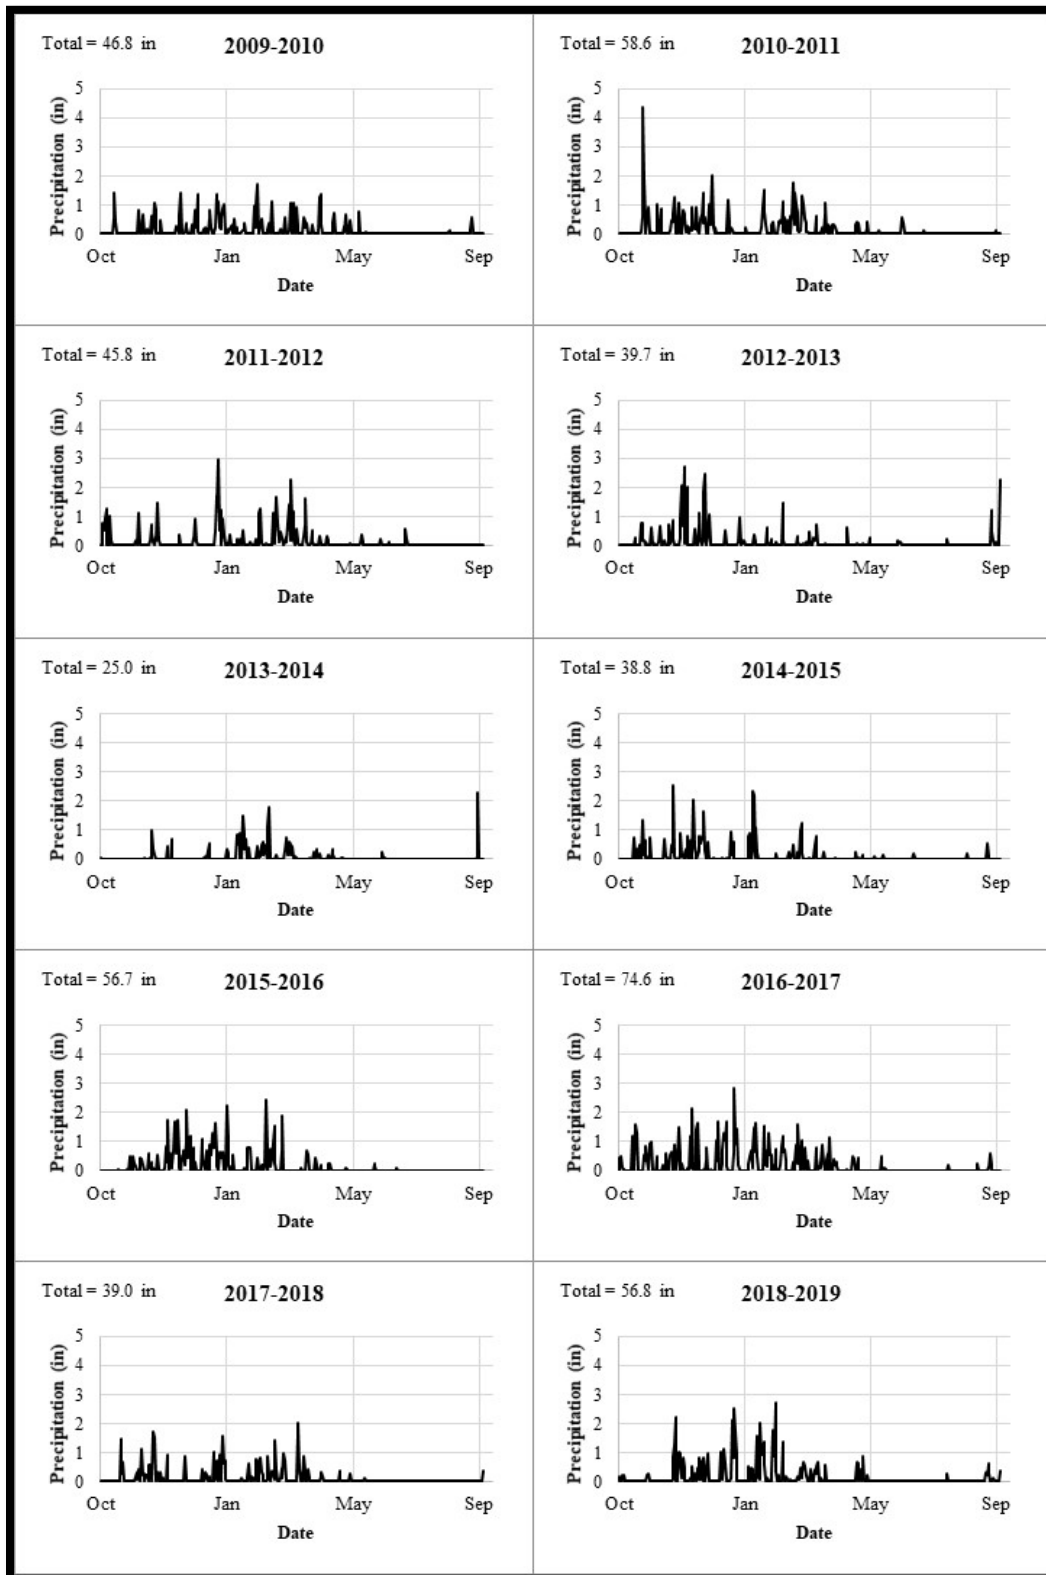 Total = 46.8 in 2009-2010
5
4
3
2
1
0
Precipitation (in)
Oct Jan May Sep
Date
Total = 58.6 in 2010-2011
5
4
3
2
1
0
Precipitation (in)
Oct Jan May Sep
Date
Total = 45.8 in 2011-2012
5
4
3
2
1
0
Precipitation (in)
Oct Jan May Sep
Date
Total = 39.7 in 2012-2013
5
4
3
2
1
0
Precipitation (in)
Oct Jan May Sep
Date
Total = 25.0 in 2013-2014
5
4
3
2
1
0
Precipitation (in)
Oct Jan May Sep
Date
Total = 38.8 in 2014-2015
5
4
3
2
1
0
Precipitation (in)
Oct Jan May Sep
Date
Total = 56.7 in 2015-2016
5
4
3
2
1
0
Precipitation (in)
Oct Jan May Sep
Date
Total = 74.6 in 2016-2017
5
4
3
2
1
0
Precipitation (in)
Oct Jan May Sep
Date
Total = 39.0 in 2017-2018
5
4
3
2
1
0
Precipitation (in)
Oct Jan May Sep
Date
Total = 56.8 in 2018-2019
5
4
3
2
1
0
Precipitation (in)
Oct Jan May Sep
Date